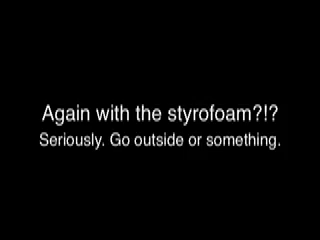 Again with the styrofoam?!?
Seriously. Go outside or something.